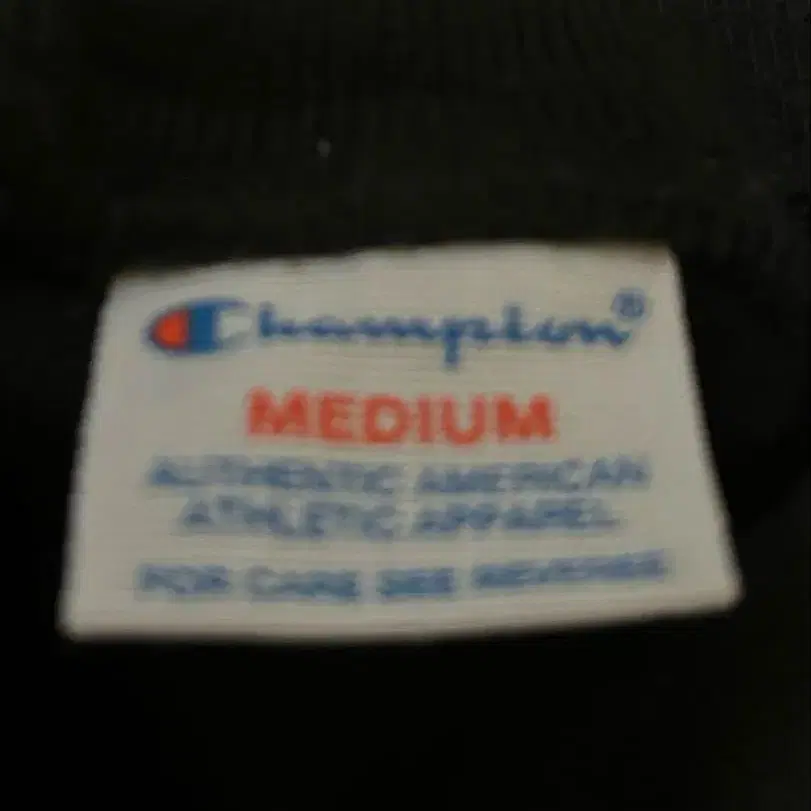 Champion®
MEDIUM
AUTHENTIC AMERICAN
ATHLETIC APPAREL
FOR CARE SEE REVERSE